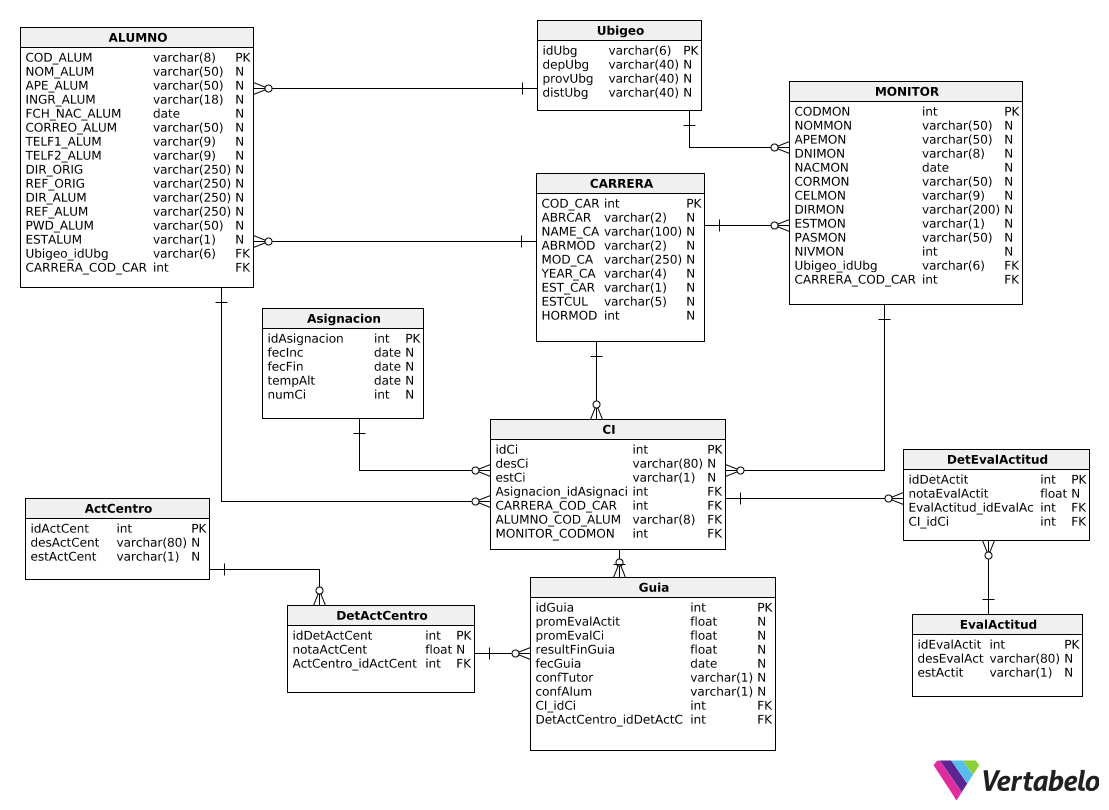 ALUMNO
COD_ALUM varchar(8) PK
NOM_ALUM varchar(50) N
APE_ALUM varchar(50) N
INGR_ALUM varchar(18) N
FCH_NAC_ALUM date N
CORREO_ALUM varchar(50) N
TELF1_ALUM varchar(9) N
TELF2_ALUM varchar(9) N
DIR_ORIG varchar(250) N
REF_ORIG varchar(250) N
DIR_ALUM varchar(250) N
REF_ALUM varchar(250) N
PWD_ALUM varchar(50) N
ESTALUM varchar(1) N
Ubigeo_idUbg varchar(6) FK
CARRERA_COD_CAR int FK
Ubigeo
idUbg varchar(6) PK
depUbg varchar(40) N
provUbg varchar(40) N
distUbg varchar(40) N
MONITOR
CODMON int PK
NOMMON varchar(50) N
APEMON varchar(50) N
DNIMON varchar(8) N
NACMON date N
CORMON varchar(50) N
CELMON varchar(9) N
DIRMON varchar(200) N
ESTMON varchar(1) N
PASMON varchar(50) N
NIVMON int N
Ubigeo_idUbg varchar(6) FK
CARRERA_COD_CAR int FK
CARRERA
COD_CAR int PK
ABRCAR varchar(2) N
NAME_CA varchar(100) N
ABRMOD varchar(2) N
MOD_CA varchar(250) N
YEAR_CA varchar(4) N
EST_CAR varchar(1) N
ESTCUL varchar(5) N
HORMOD int N
Asignacion
idAsignacion int PK
fecInc date N
fecFin date N
tempAlt date N
numCi int N
CI
idCi int PK
desCi varchar(80) N
estCi varchar(1) N
Asignacion_idAsignaci int FK
CARRERA_COD_CAR int FK
ALUMNO_COD_ALUM varchar(8) FK
MONITOR_CODMON int FK
DetEvalActitud
idDetActit int PK
notaEvalActit float N
EvalActitud_idEvalAc int FK
CI_idCi int FK
ActCentro
idActCent int PK
desActCent varchar(80) N
estActCent varchar(1) N
DetActCentro
idDetActCent int PK
notaActCent float N
ActCentro_idActCent int FK
Guia
idGuia int PK
promEvalActit float N
promEvalCi float N
resultFinGuia float N
fecGuia date N
confTutor varchar(1) N
confAlum varchar(1) N
CI_idCi int FK
DetActCentro_idDetActC int FK
EvalActitud
idEvalActit int PK
desEvalAct varchar(80) N
estActit varchar(1) N
Vertabelo